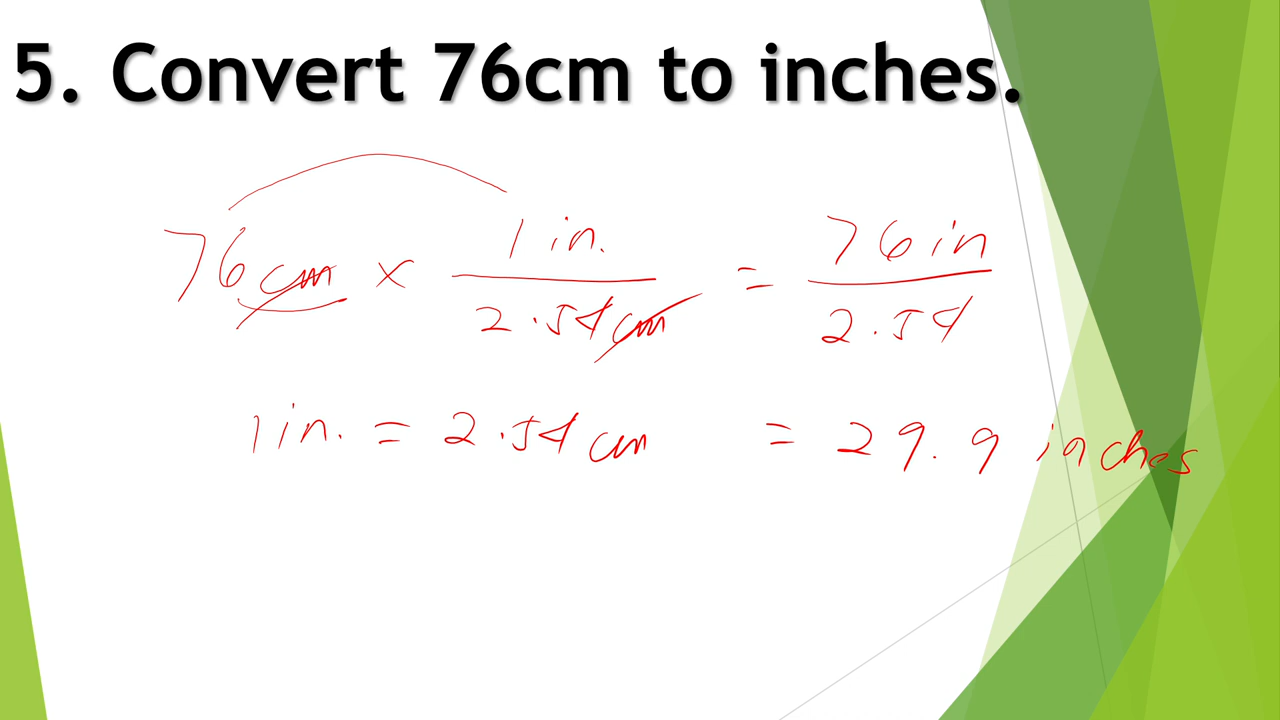 5. Convert 76cm to inches.
76 cm × 1 in. / 2.54 cm = 76 in / 2.54
1 in. = 2.54 cm = 29.9 inches